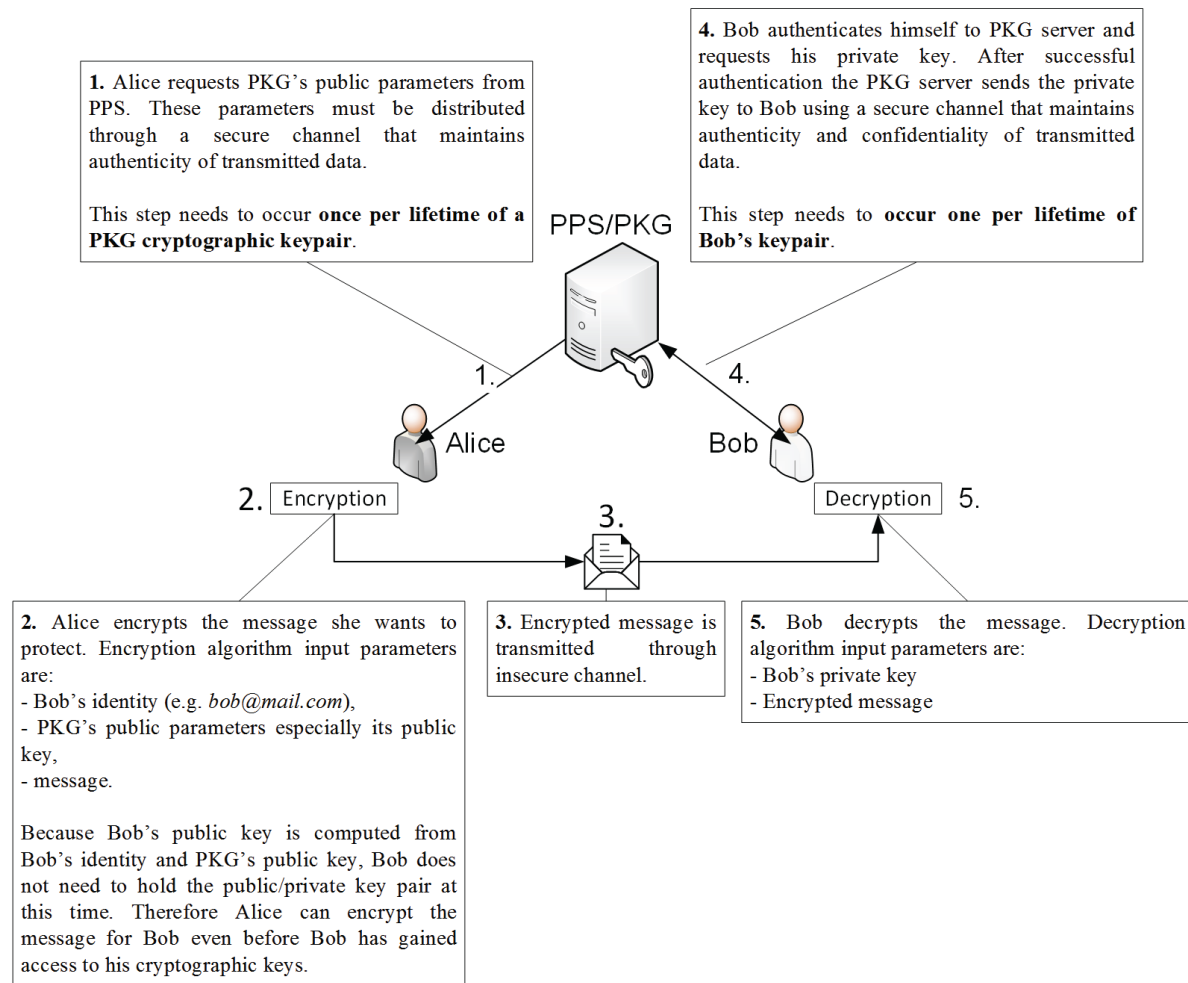 1. Alice requests PKG's public parameters from
PPS. These parameters must be distributed
through a secure channel that maintains
authenticity of transmitted data.
This step needs to occur once per lifetime of a
PKG cryptographic keypair.
4. Bob authenticates himself to PKG server and
requests his private key. After successful
authentication the PKG server sends the private
key to Bob using a secure channel that maintains
authenticity and confidentiality of transmitted
data.
This step needs to occur one per lifetime of
Bob's keypair.
PPS/PKG
1.
4.
Alice
Bob
2. Encryption
3.
Decryption 5.
2. Alice encrypts the message she wants to
protect. Encryption algorithm input parameters
are:
- Bob's identity (e.g. bob@mail.com),
- PKG's public parameters especially its public
key,
- message.
Because Bob's public key is computed from
Bob's identity and PKG's public key, Bob does
not need to hold the public/private key pair at
this time. Therefore Alice can encrypt the
message for Bob even before Bob has gained
access to his cryptographic keys.
3. Encrypted message is
transmitted through
insecure channel.
5. Bob decrypts the message. Decryption
algorithm input parameters are:
- Bob's private key
- Encrypted message